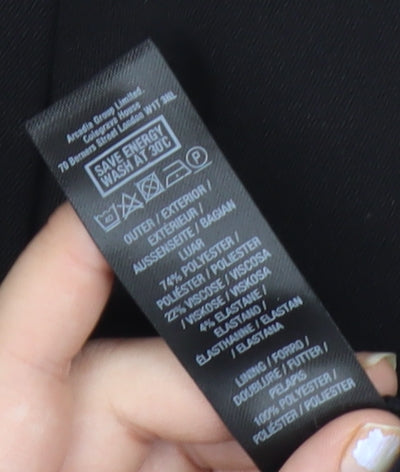 Arcadia Group Limited.
Colegrave House
70 Berners Street London W1T 3NL
SAVE ENERGY
WASH AT 30°C
40 P
OUTER / EXTERIOR /
EXTÉRIEUR /
AUSSENSEITE / BAGIAN
LUAR
74% POLYESTER /
POLIÉSTER / POLIESTER
22% VISCOSE / VISCOSA
/ VISKOSE / VISKOSA
4% ELASTANE /
ELASTANO /
ÉLASTHANNE / ELASTAN
/ ELASTANA
LINING / FORRO /
DOUBLURE / FUTTER /
PELAPIS
100% POLYESTER /
POLIÉSTER / POLIESTER